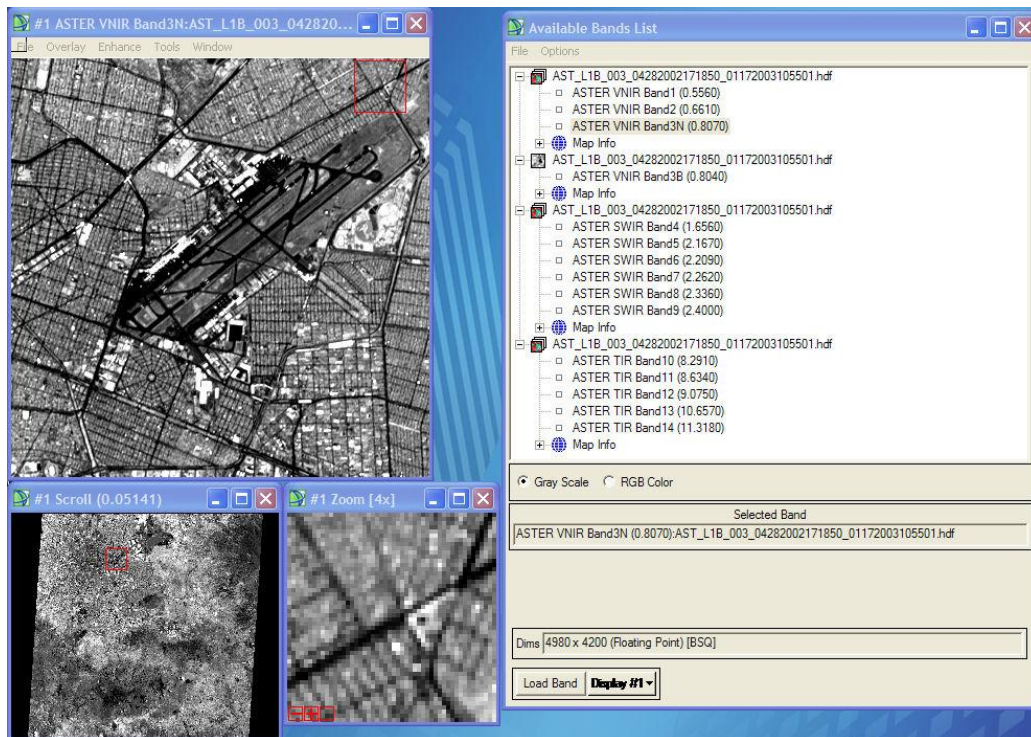 #1 ASTER VNIR Band3N:AST_L1B_003_042820...
File Overlay Enhance Tools Window
#1 Scroll (0.05141)
#1 Zoom [4x]
Available Bands List
File Options
AST_L1B_003_04282002171850_01172003105501.hdf
ASTER VNIR Band1 (0.5560)
ASTER VNIR Band2 (0.6610)
ASTER VNIR Band3N (0.8070)
Map Info
AST_L1B_003_04282002171850_01172003105501.hdf
ASTER VNIR Band3B (0.8040)
Map Info
AST_L1B_003_04282002171850_01172003105501.hdf
ASTER SWIR Band4 (1.6560)
ASTER SWIR Band5 (2.1670)
ASTER SWIR Band6 (2.2090)
ASTER SWIR Band7 (2.2620)
ASTER SWIR Band8 (2.3360)
ASTER SWIR Band9 (2.4000)
Map Info
AST_L1B_003_04282002171850_01172003105501.hdf
ASTER TIR Band10 (8.2910)
ASTER TIR Band11 (8.6340)
ASTER TIR Band12 (9.0750)
ASTER TIR Band13 (10.6570)
ASTER TIR Band14 (11.3180)
Map Info
Gray Scale RGB Color
Selected Band
ASTER VNIR Band3N (0.8070):AST_L1B_003_04282002171850_01172003105501.hdf
Dims 4980 x 4200 (Floating Point) [BSQ]
Load Band Display #1